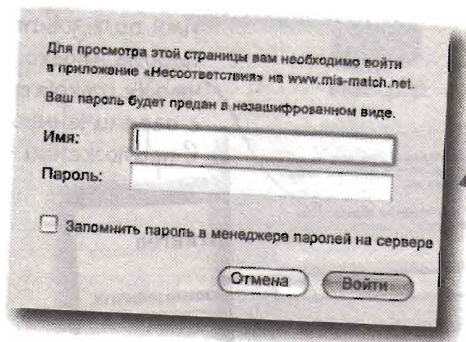 Для просмотра этой страницы вам необходимо войти
в приложение «Несоответствия» на www.mis-match.net.
Ваш пароль будет предан в незашифрованном виде.
Имя:
Пароль:
Запомнить пароль в менеджере паролей на сервере
Отмена Войти